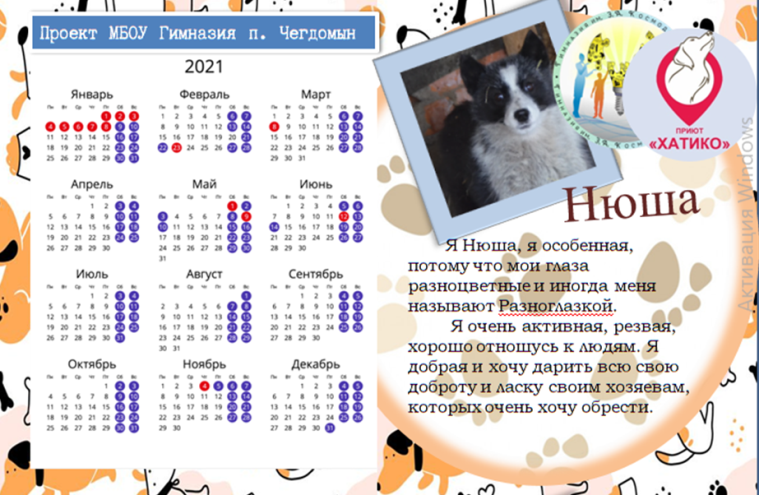 Проект МБОУ Гимназия п. Чегдомын
2021
Январь
Пн Вт Ср Чт Пт Сб Вс
1 2 3
4 5 6 7 8 9 10
11 12 13 14 15 16 17
18 19 20 21 22 23 24
25 26 27 28 29 30 31
Февраль
Пн Вт Ср Чт Пт Сб Вс
1 2 3 4 5 6 7
8 9 10 11 12 13 14
15 16 17 18 19 20 21
22 23 24 25 26 27 28
Март
Пн Вт Ср Чт Пт Сб Вс
1 2 3 4 5 6 7
8 9 10 11 12 13 14
15 16 17 18 19 20 21
22 23 24 25 26 27 28
29 30 31
Апрель
Пн Вт Ср Чт Пт Сб Вс
1 2 3 4
5 6 7 8 9 10 11
12 13 14 15 16 17 18
19 20 21 22 23 24 25
26 27 28 29 30
Май
Пн Вт Ср Чт Пт Сб Вс
1 2
3 4 5 6 7 8 9
10 11 12 13 14 15 16
17 18 19 20 21 22 23
24 25 26 27 28 29 30
31
Июнь
Пн Вт Ср Чт Пт Сб Вс
1 2 3 4 5 6
7 8 9 10 11 12 13
14 15 16 17 18 19 20
21 22 23 24 25 26 27
28 29 30
Июль
Пн Вт Ср Чт Пт Сб Вс
1 2 3 4
5 6 7 8 9 10 11
12 13 14 15 16 17 18
19 20 21 22 23 24 25
26 27 28 29 30 31
Август
Пн Вт Ср Чт Пт Сб Вс
1
2 3 4 5 6 7 8
9 10 11 12 13 14 15
16 17 18 19 20 21 22
23 24 25 26 27 28 29
30 31
Сентябрь
Пн Вт Ср Чт Пт Сб Вс
1 2 3 4 5
6 7 8 9 10 11 12
13 14 15 16 17 18 19
20 21 22 23 24 25 26
27 28 29 30
Октябрь
Пн Вт Ср Чт Пт Сб Вс
1 2 3
4 5 6 7 8 9 10
11 12 13 14 15 16 17
18 19 20 21 22 23 24
25 26 27 28 29 30 31
Ноябрь
Пн Вт Ср Чт Пт Сб Вс
1 2 3 4 5 6 7
8 9 10 11 12 13 14
15 16 17 18 19 20 21
22 23 24 25 26 27 28
29 30
Декабрь
Пн Вт Ср Чт Пт Сб Вс
1 2 3 4 5
6 7 8 9 10 11 12
13 14 15 16 17 18 19
20 21 22 23 24 25 26
27 28 29 30 31
ПРИЮТ
«ХАТИКО»
Нюша
Я Нюша, я особенная,
потому что мои глаза
разноцветные и иногда меня
называют Разноглазкой.
Я очень активная, резвая,
хорошо отношусь к людям. Я
добрая и хочу дарить всю свою
доброту и ласку своим хозяевам,
которых очень хочу обрести.
Активация Windows